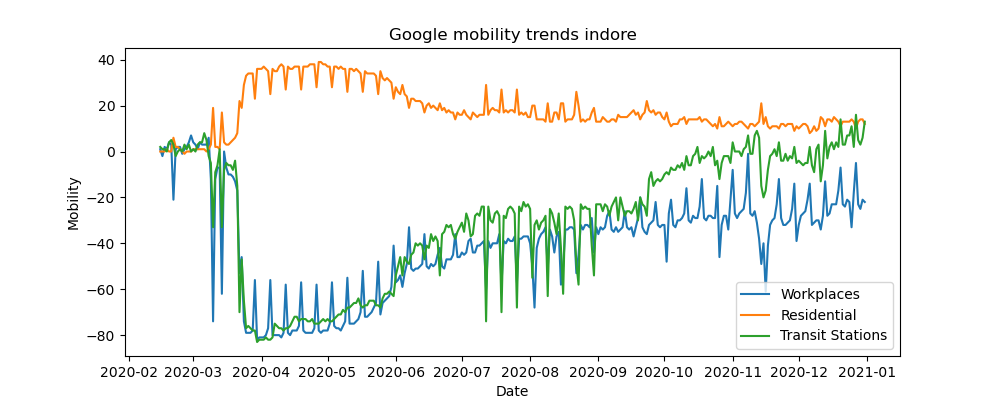 Google mobility trends indore
40
20
0
−20
−40
−60
−80
Mobility
Workplaces
Residential
Transit Stations
2020-02 2020-03 2020-04 2020-05 2020-06 2020-07 2020-08 2020-09 2020-10 2020-11 2020-12 2021-01
Date